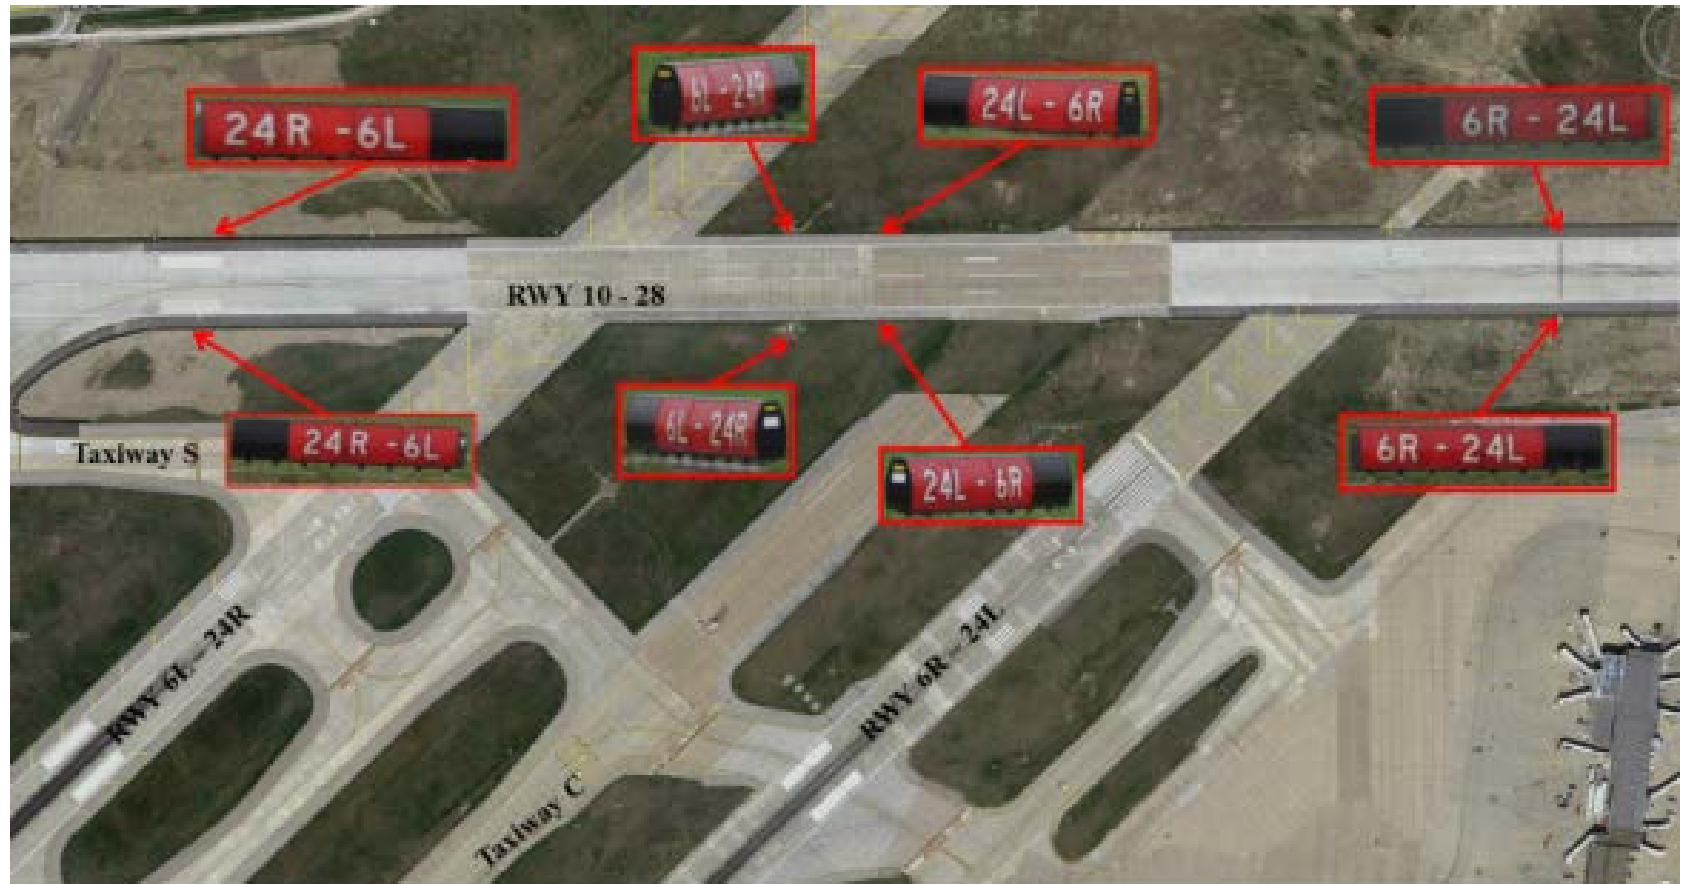 24R -6L
6L - 24R
24L - 6R
6R - 24L
RWY 10 - 28
Taxiway S
24R -6L
6L - 24R
24L - 6R
6R - 24L
RWY 6L - 24R
RWY 6R - 24L
Taxiway C